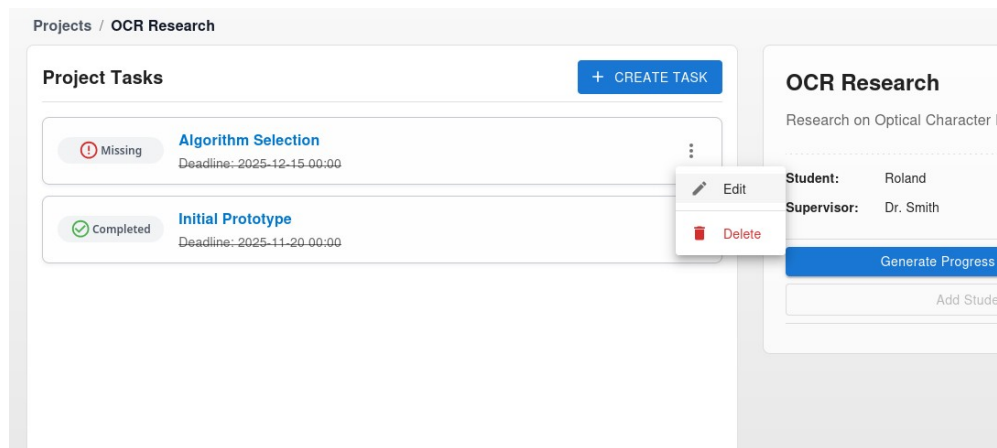 Projects / OCR Research
Project Tasks
+ CREATE TASK
Missing
Algorithm Selection
Deadline: 2025-12-15 00:00
Edit
Delete
Completed
Initial Prototype
Deadline: 2025-11-20 00:00
OCR Research
Research on Optical Character
Student: Roland
Supervisor: Dr. Smith
Generate Progress
Add Stude